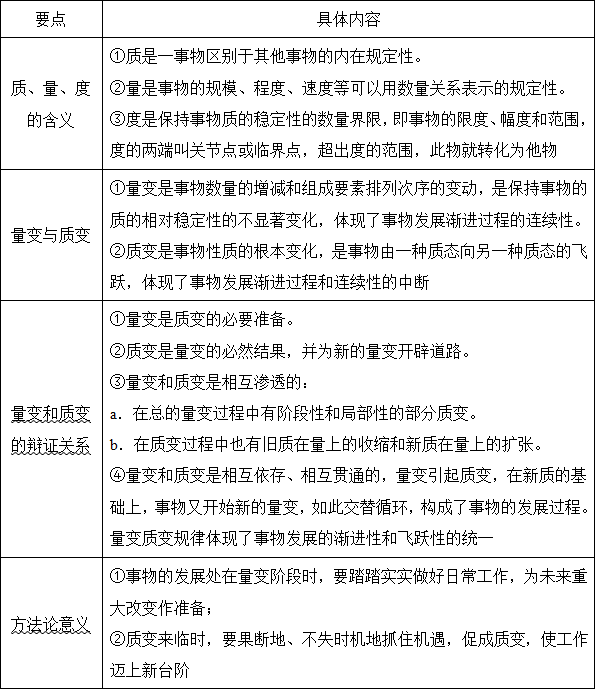 要点
具体内容
质、量、度
的含义
①质是一事物区别于其他事物的内在规定性。
②量是事物的规模、程度、速度等可以用数量关系表示的规定性。
③度是保持事物质的稳定性的数量界限，即事物的限度、幅度和范围，
度的两端叫关节点或临界点，超出度的范围，此物就转化为他物
量变与质变
①量变是事物数量的增减和组成要素排列次序的变动，是保持事物的
质的相对稳定性的不显著变化，体现了事物发展渐进过程的连续性。
②质变是事物性质的根本变化，是事物由一种质态向另一种质态的飞
跃，体现了事物发展渐进过程和连续性的中断
量变和质变
的辩证关系
①量变是质变的必要准备。
②质变是量变的必然结果，并为新的量变开辟道路。
③量变和质变是相互渗透的：
a．在总的量变过程中有阶段性和局部性的部分质变。
b．在质变过程中也有旧质在量上的收缩和新质在量上的扩张。
④量变和质变是相互依存、相互贯通的，量变引起质变，在新质的基
础上，事物又开始新的量变，如此交替循环，构成了事物的发展过程。
量变质变规律体现了事物发展的渐进性和飞跃性的统一
方法论意义
①事物的发展处在量变阶段时，要踏踏实实做好日常工作，为未来重
大改变作准备；
②质变来临时，要果断地、不失时机地抓住机遇，促成质变，使工作
迈上新台阶